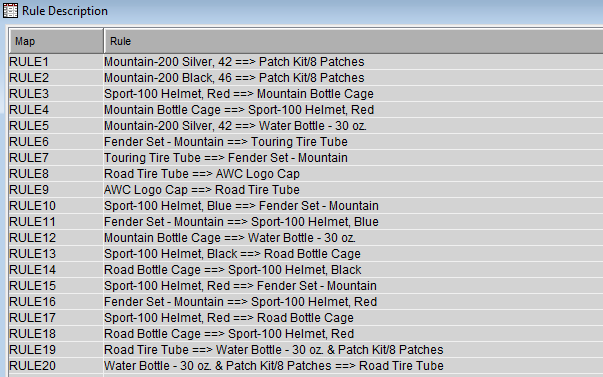 Rule Description
Map Rule
RULE1 Mountain-200 Silver, 42 ==> Patch Kit/8 Patches
RULE2 Mountain-200 Black, 46 ==> Patch Kit/8 Patches
RULE3 Sport-100 Helmet, Red ==> Mountain Bottle Cage
RULE4 Mountain Bottle Cage ==> Sport-100 Helmet, Red
RULE5 Mountain-200 Silver, 42 ==> Water Bottle - 30 oz.
RULE6 Fender Set - Mountain ==> Touring Tire Tube
RULE7 Touring Tire Tube ==> Fender Set - Mountain
RULE8 Road Tire Tube ==> AWC Logo Cap
RULE9 AWC Logo Cap ==> Road Tire Tube
RULE10 Sport-100 Helmet, Blue ==> Fender Set - Mountain
RULE11 Fender Set - Mountain ==> Sport-100 Helmet, Blue
RULE12 Mountain Bottle Cage ==> Water Bottle - 30 oz.
RULE13 Sport-100 Helmet, Black ==> Road Bottle Cage
RULE14 Road Bottle Cage ==> Sport-100 Helmet, Black
RULE15 Sport-100 Helmet, Red ==> Fender Set - Mountain
RULE16 Fender Set - Mountain ==> Sport-100 Helmet, Red
RULE17 Sport-100 Helmet, Red ==> Road Bottle Cage
RULE18 Road Bottle Cage ==> Sport-100 Helmet, Red
RULE19 Road Tire Tube ==> Water Bottle - 30 oz. & Patch Kit/8 Patches
RULE20 Water Bottle - 30 oz. & Patch Kit/8 Patches ==> Road Tire Tube